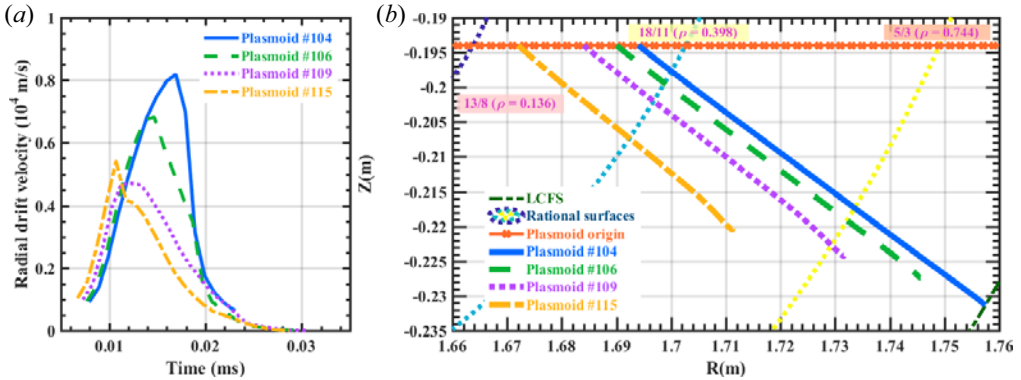 (a)
Radial drift velocity (10⁴ m/s)
1
0.8
0.6
0.4
0.2
0
Plasmoid #104
Plasmoid #106
Plasmoid #109
Plasmoid #115
0.01
0.02
0.03
Time (ms)
(b)
Z(m)
-0.19
-0.195
-0.2
-0.205
-0.21
-0.215
-0.22
-0.225
-0.23
-0.235
18/11 (ρ = 0.398)
5/3 (ρ = 0.744)
13/8 (ρ = 0.136)
LCFS
Rational surfaces
Plasmoid origin
Plasmoid #104
Plasmoid #106
Plasmoid #109
Plasmoid #115
1.66
1.67
1.68
1.69
1.7
1.71
1.72
1.73
1.74
1.75
1.76
R(m)